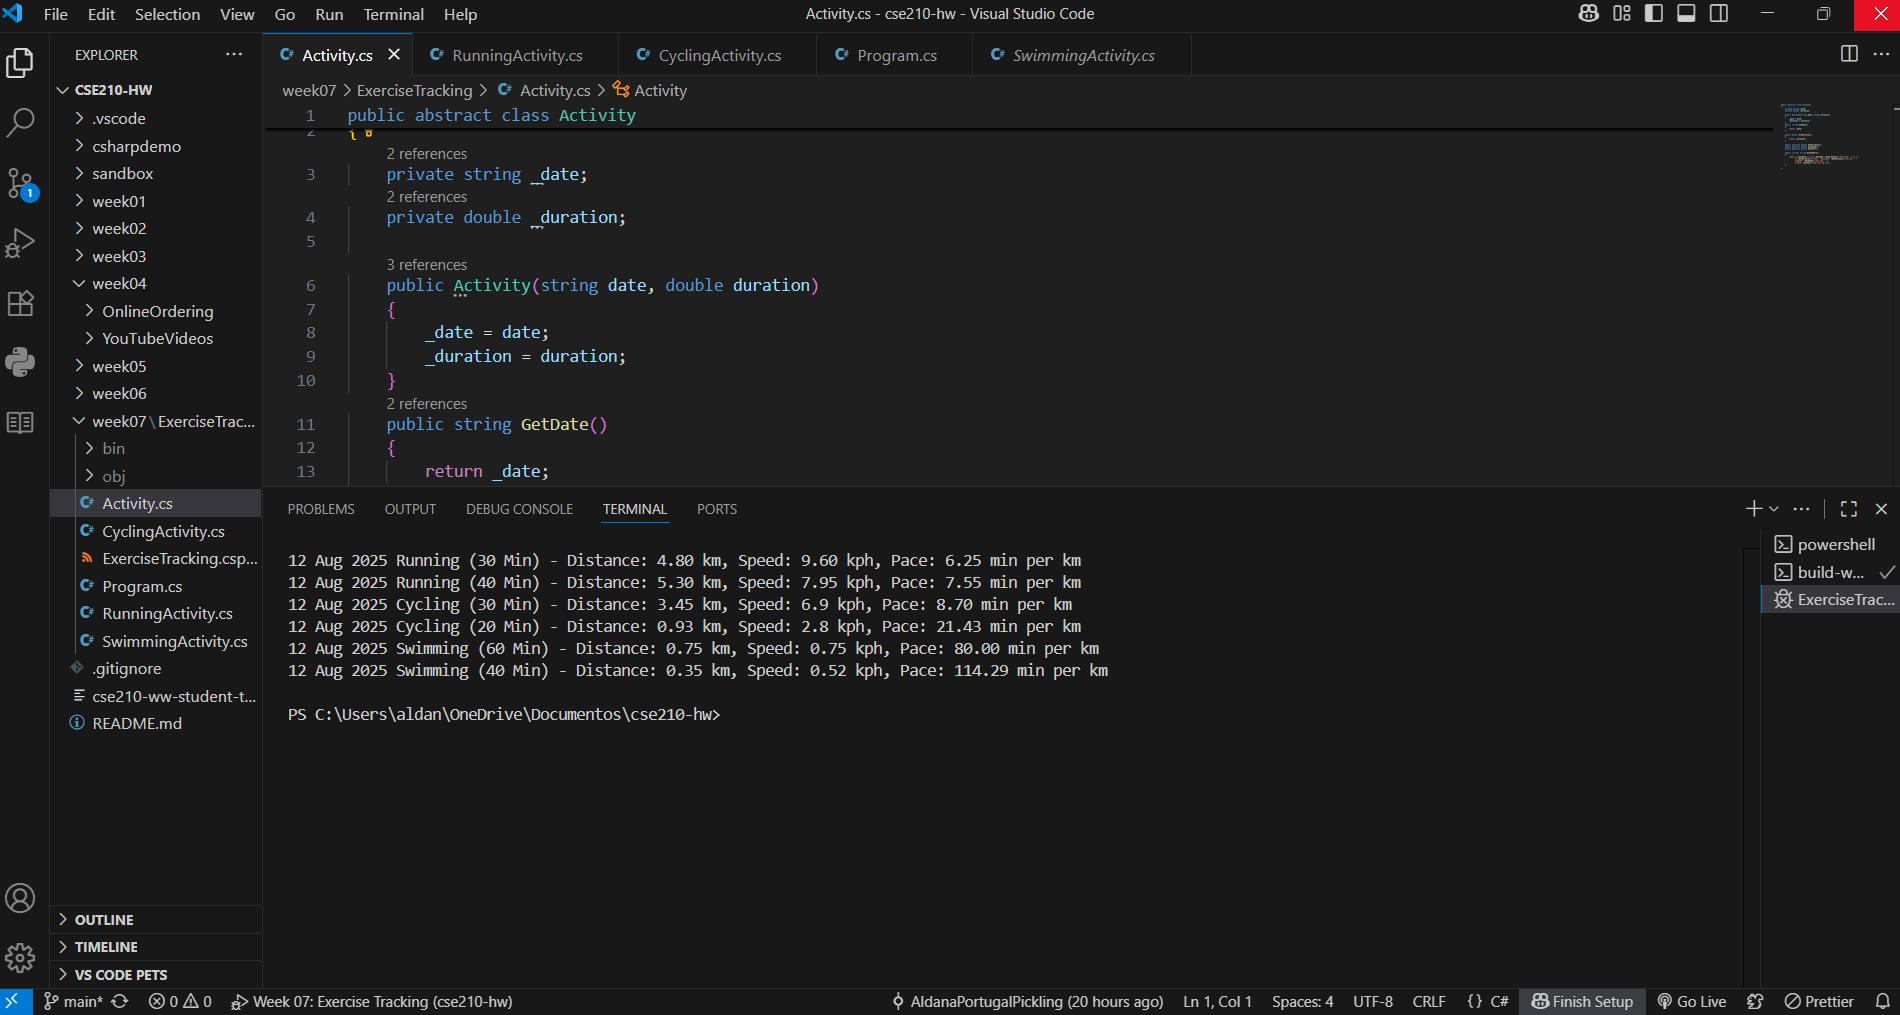 File Edit Selection View Go Run Terminal Help
Activity.cs - cse210-hw - Visual Studio Code
EXPLORER
CSE210-HW
.vscode
csharpdemo
sandbox
week01
week02
week03
week04
OnlineOrdering
YouTubeVideos
week05
week06
week07\ExerciseTrac...
bin
obj
Activity.cs
CyclingActivity.cs
ExerciseTracking.csp...
Program.cs
RunningActivity.cs
SwimmingActivity.cs
.gitignore
cse210-ww-student-t...
README.md
OUTLINE
TIMELINE
VS CODE PETS
Activity.cs RunningActivity.cs CyclingActivity.cs Program.cs SwimmingActivity.cs
week07 > ExerciseTracking > Activity.cs > Activity
1 public abstract class Activity
2 {
2 references
3 private string _date;
2 references
4 private double _duration;
5
3 references
6 public Activity(string date, double duration)
7 {
8 _date = date;
9 _duration = duration;
10 }
2 references
11 public string GetDate()
12 {
13 return _date;
PROBLEMS OUTPUT DEBUG CONSOLE TERMINAL PORTS
12 Aug 2025 Running (30 Min) - Distance: 4.80 km, Speed: 9.60 kph, Pace: 6.25 min per km
12 Aug 2025 Running (40 Min) - Distance: 5.30 km, Speed: 7.95 kph, Pace: 7.55 min per km
12 Aug 2025 Cycling (30 Min) - Distance: 3.45 km, Speed: 6.9 kph, Pace: 8.70 min per km
12 Aug 2025 Cycling (20 Min) - Distance: 0.93 km, Speed: 2.8 kph, Pace: 21.43 min per km
12 Aug 2025 Swimming (60 Min) - Distance: 0.75 km, Speed: 0.75 kph, Pace: 80.00 min per km
12 Aug 2025 Swimming (40 Min) - Distance: 0.35 km, Speed: 0.52 kph, Pace: 114.29 min per km
PS C:\Users\aldan\OneDrive\Documentos\cse210-hw>
powershell
build-w...
ExerciseTrac...
main* 0 0 Week 07: Exercise Tracking (cse210-hw) AldanaPortugalPickling (20 hours ago) Ln 1, Col 1 Spaces: 4 UTF-8 CRLF {} C# Finish Setup Go Live Prettier